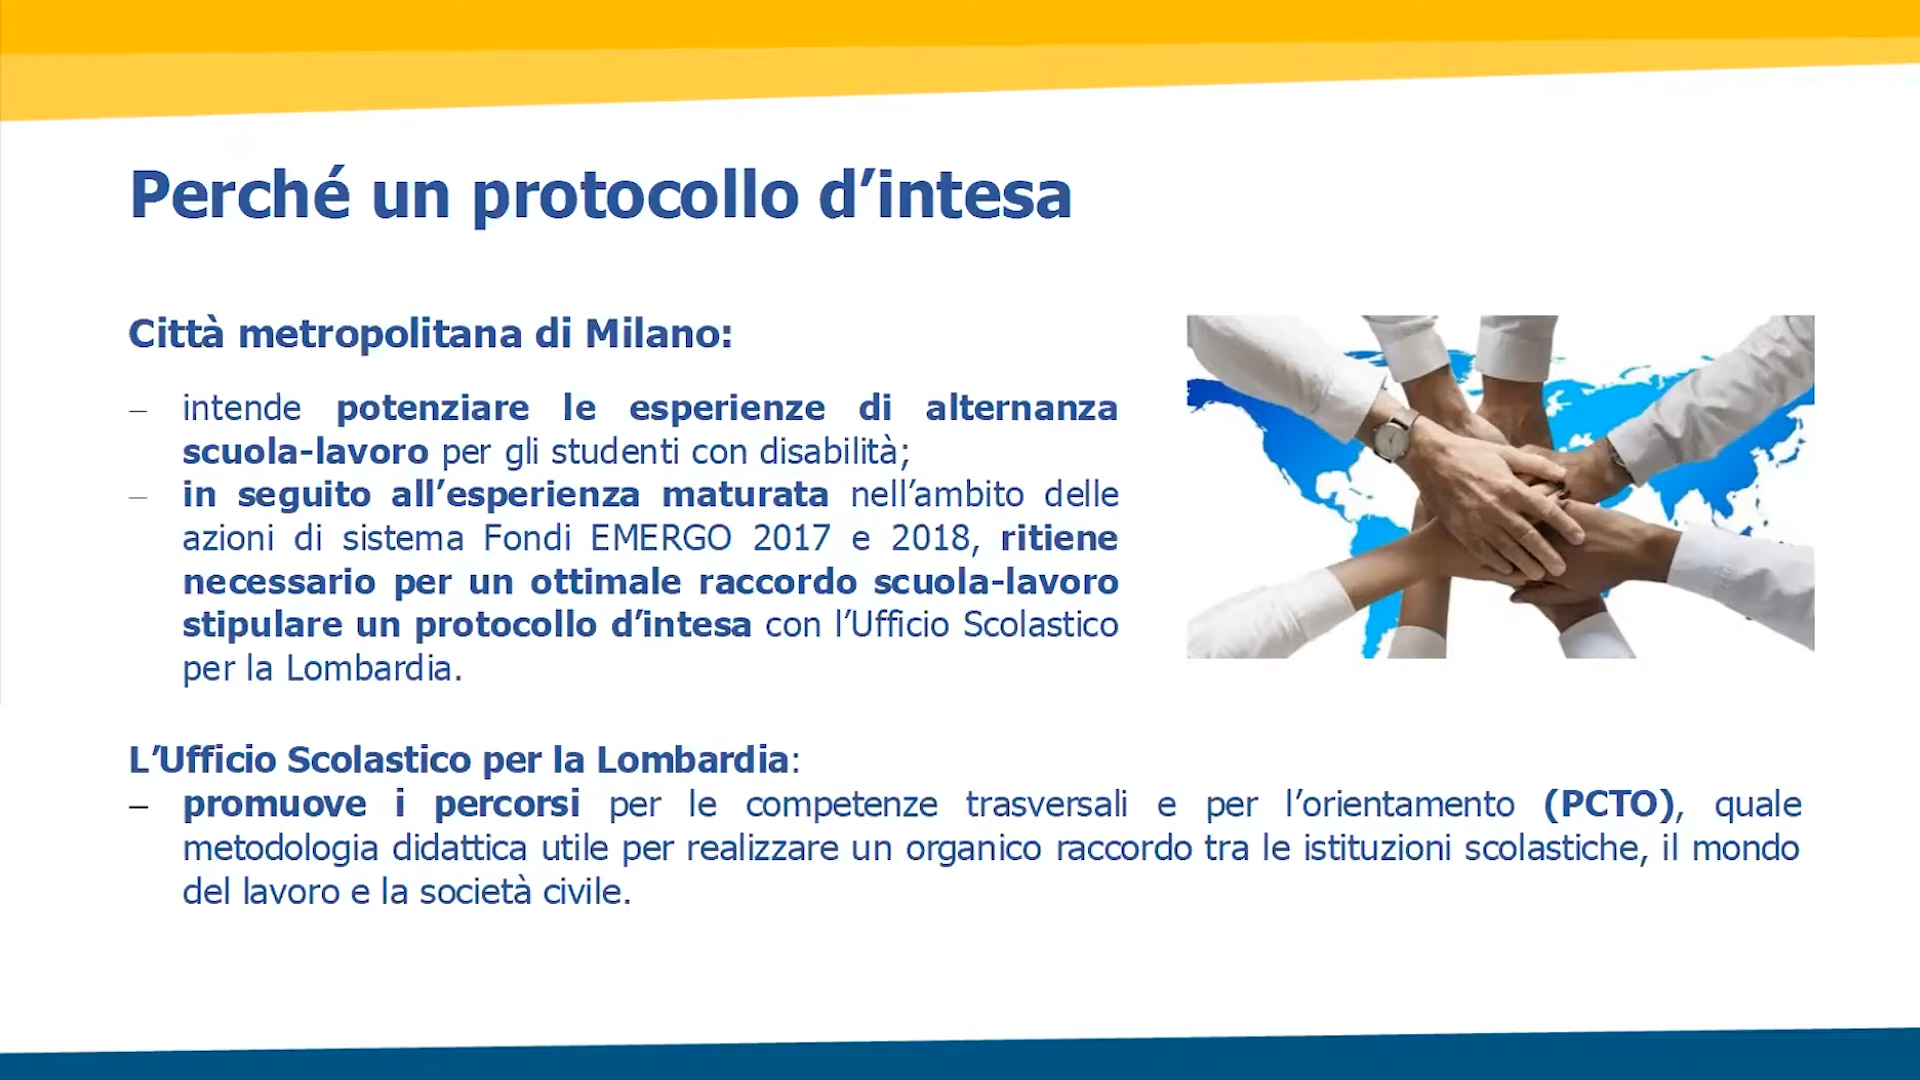 Perché un protocollo d’intesa
Città metropolitana di Milano:
– intende potenziare le esperienze di alternanza
scuola-lavoro per gli studenti con disabilità;
– in seguito all’esperienza maturata nell’ambito delle
azioni di sistema Fondi EMERGO 2017 e 2018, ritiene
necessario per un ottimale raccordo scuola-lavoro
stipulare un protocollo d’intesa con l’Ufficio Scolastico
per la Lombardia.
L’Ufficio Scolastico per la Lombardia:
– promuove i percorsi per le competenze trasversali e per l’orientamento (PCTO), quale
metodologia didattica utile per realizzare un organico raccordo tra le istituzioni scolastiche, il mondo
del lavoro e la società civile.